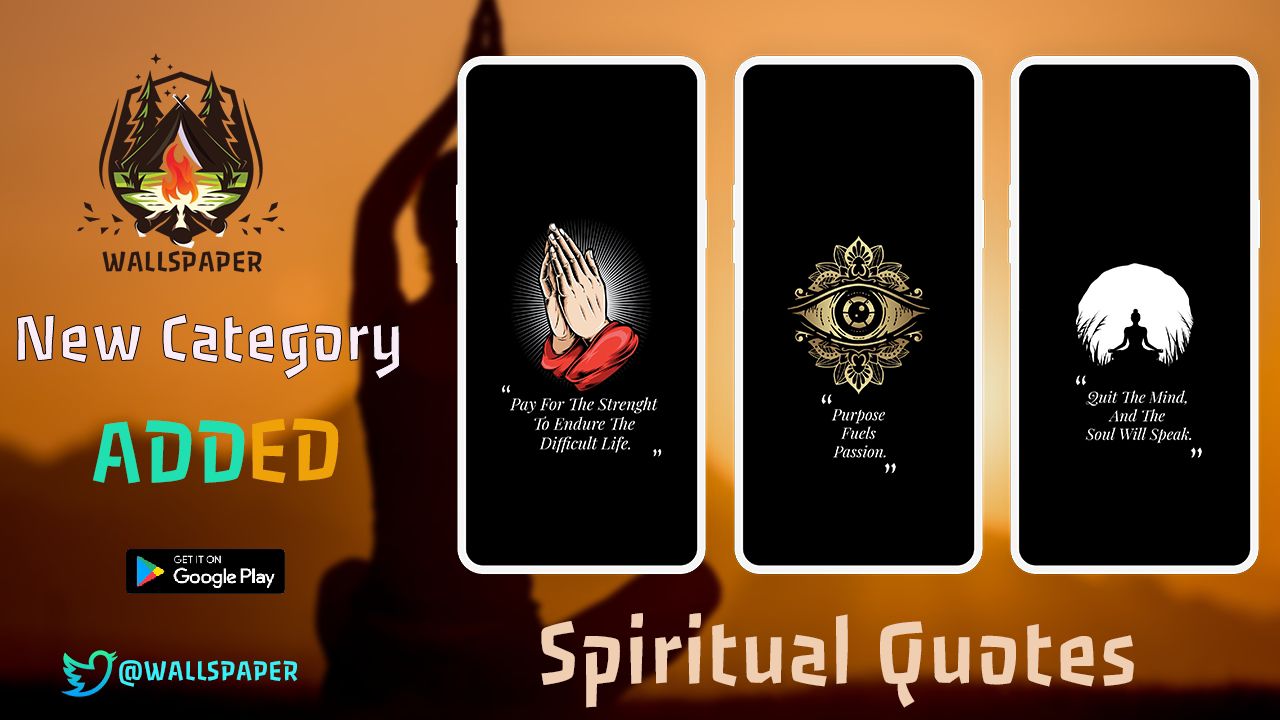 WALLSPAPER
New Category
ADDED
GET IT ON
Google Play
@WALLSPAPER
“
Pay For The Strenght
To Endure The
Difficult Life.
”
“
Purpose
Fuels
Passion.
”
“
Quit The Mind,
And The
Soul Will Speak.
”
Spiritual Quotes